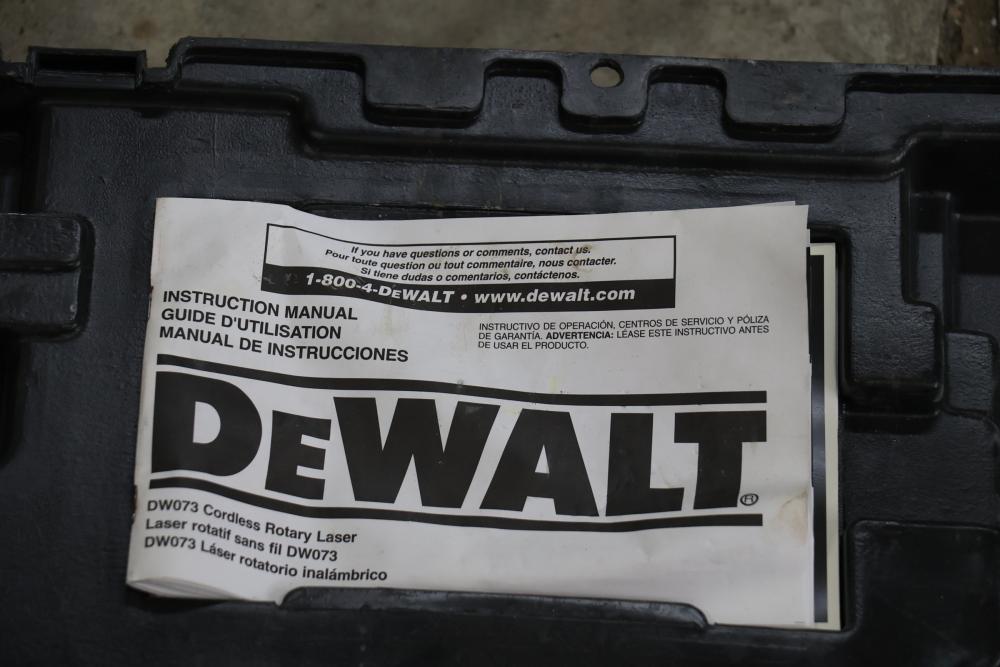 If you have questions or comments, contact us.
Pour toute question ou tout commentaire, nous contacter.
Si tiene dudas o comentarios, contáctenos.
1-800-4-DEWALT • www.dewalt.com
INSTRUCTION MANUAL
GUIDE D'UTILISATION
MANUAL DE INSTRUCCIONES
INSTRUCTIVO DE OPERACIÓN, CENTROS DE SERVICIO Y PÓLIZA
DE GARANTÍA. ADVERTENCIA: LÉASE ESTE INSTRUCTIVO ANTES
DE USAR EL PRODUCTO.
DEWALT®
DW073 Cordless Rotary Laser
Laser rotatif sans fil DW073
DW073 Láser rotatorio inalámbrico